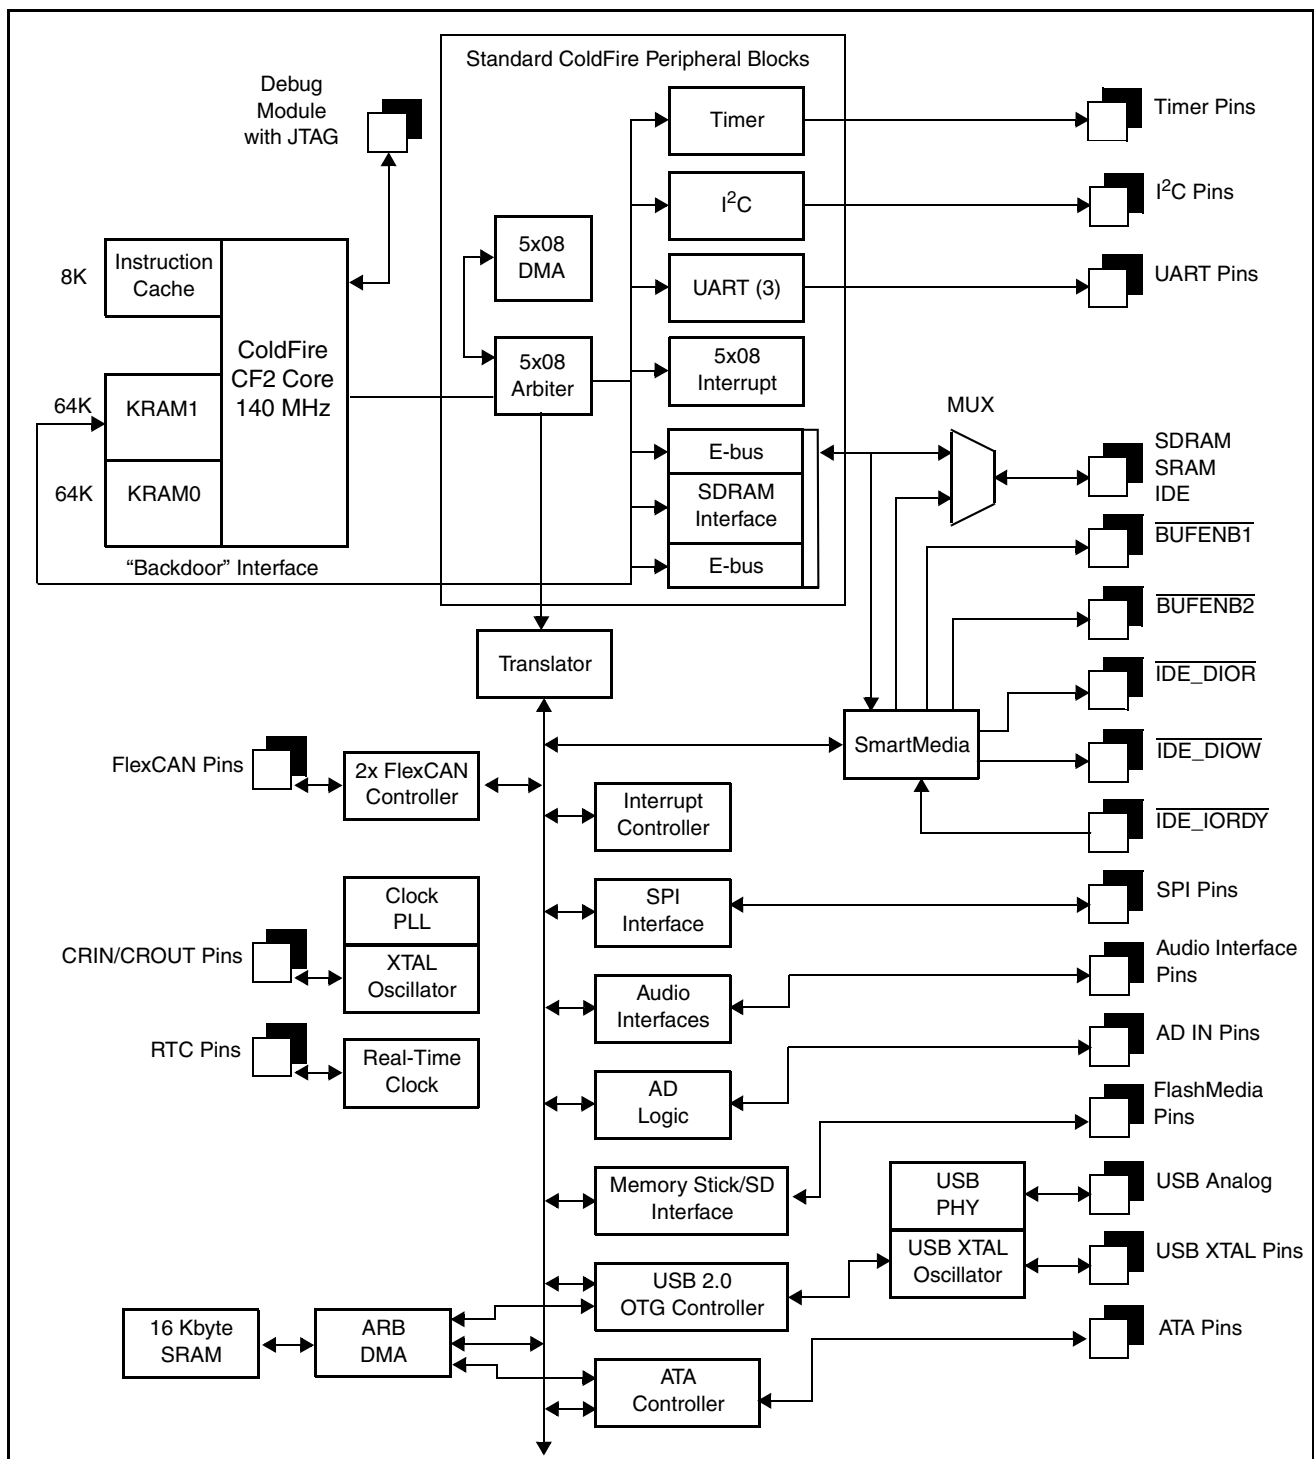 Standard ColdFire Peripheral Blocks
Debug
Module
with JTAG
Timer
Timer Pins
I²C
I²C Pins
5x08
DMA
8K
Instruction
Cache
UART (3)
UART Pins
ColdFire
CF2 Core
140 MHz
5x08
Arbiter
5x08
Interrupt
64K
KRAM1
MUX
E-bus
SDRAM
SRAM
IDE
64K
KRAM0
SDRAM
Interface
BUFENB1
E-bus
“Backdoor” Interface
BUFENB2
Translator
IDE_DIOR
SmartMedia
IDE_DIOW
FlexCAN Pins
2x FlexCAN
Controller
Interrupt
Controller
IDE_IORDY
Clock
PLL
SPI
Interface
SPI Pins
CRIN/CROUT Pins
XTAL
Oscillator
Audio
Interfaces
Audio Interface
Pins
RTC Pins
Real-Time
Clock
AD
Logic
AD IN Pins
FlashMedia
Pins
Memory Stick/SD
Interface
USB
PHY
USB Analog
USB XTAL
Oscillator
USB XTAL Pins
USB 2.0
OTG Controller
16 Kbyte
SRAM
ARB
DMA
ATA Pins
ATA
Controller